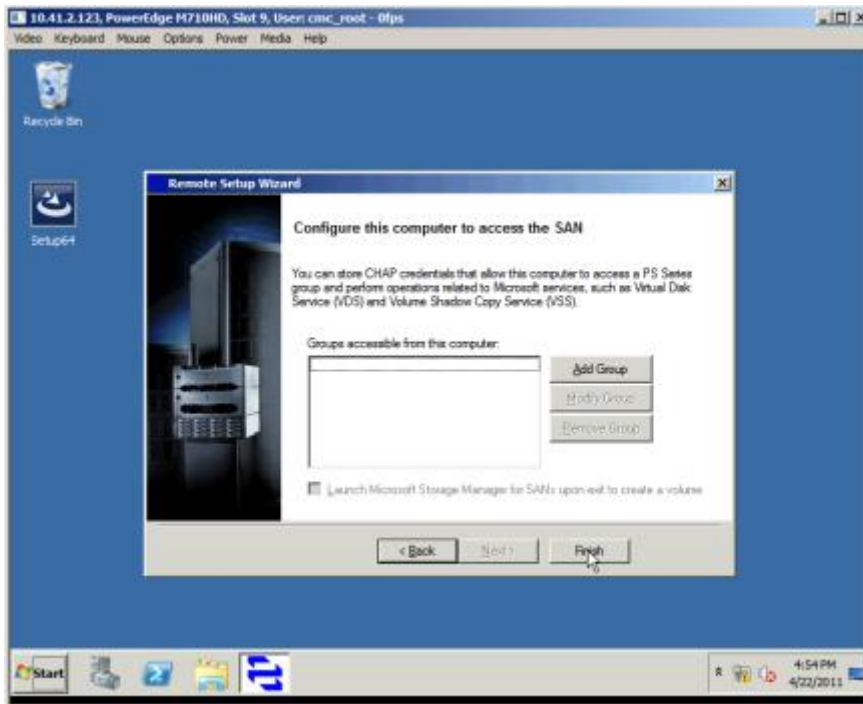 10.41.2.123, PowerEdge M710HD, Slot 9, User: cmc_root - 0fps
Video Keyboard Mouse Options Power Media Help
Recycle Bin
Setup64
Remote Setup Wizard
Configure this computer to access the SAN
You can store CHAP credentials that allow this computer to access a PS Series
group and perform operations related to Microsoft services, such as Virtual Disk
Service (VDS) and Volume Shadow Copy Service (VSS).
Groups accessible from this computer:
Add Group
Modify Group
Remove Group
Launch Microsoft Storage Manager for SANs upon exit to create a volume
< Back Next > Finish
Start
4:54 PM
4/22/2011